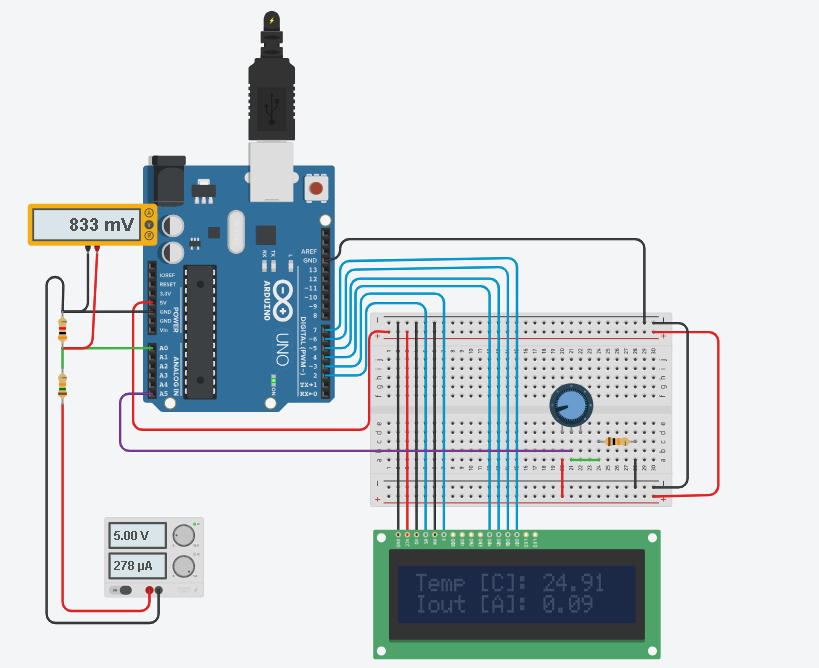 833 mV
AREF
GND
13
12
~11
~10
~9
8
7
~6
~5
4
~3
2
TX→1
RX←0
DIGITAL (PWM~)
IOREF
RESET
3.3V
5V
GND
GND
Vin
POWER
A0
A1
A2
A3
A4
A5
ANALOG IN
RX
TX
L
ARDUINO
UNO
ON
5.00 V
278 µA
Temp [C]: 24.91
Iout [A]: 0.09